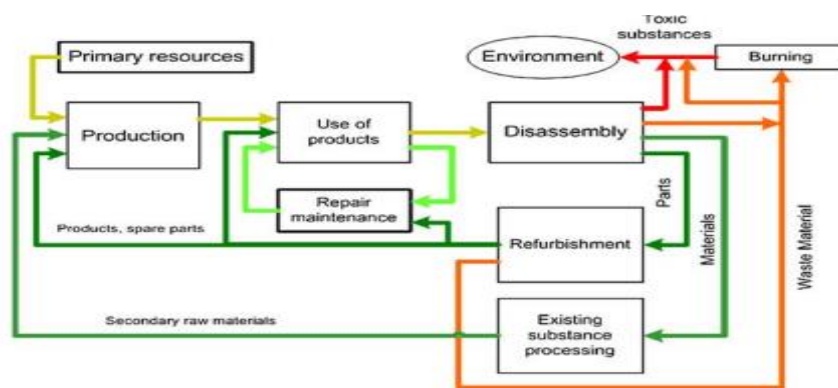 Toxic
substances
Primary resources
Environment
Burning
Production
Use of
products
Disassembly
Repair
maintenance
Parts
Materials
Waste Material
Products, spare parts
Refurbishment
Secondary raw materials
Existing
substance
processing